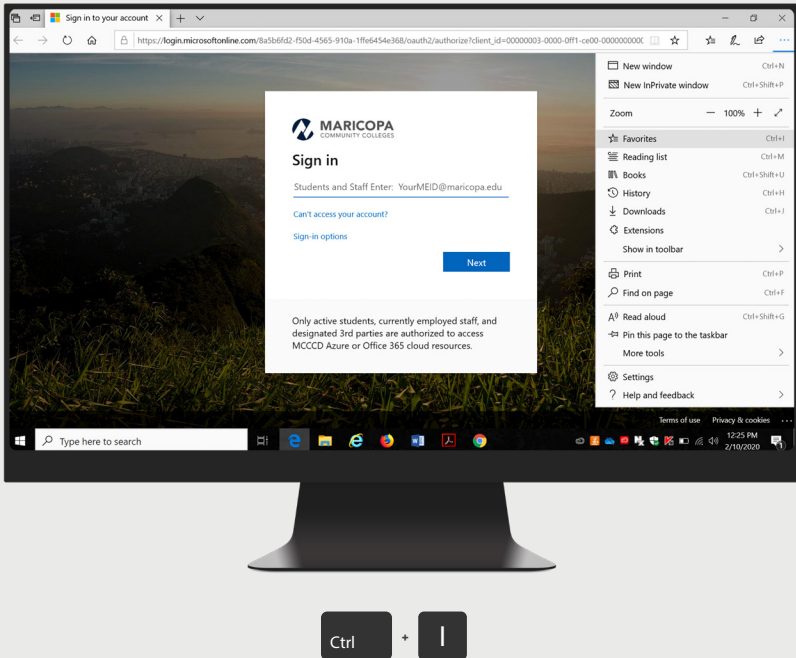 Sign in to your account
https://login.microsoftonline.com/8a5b6fd2-f50d-4565-910a-1ffe6454e368/oauth2/authorize?client_id=00000003-0000-0ff1-ce00-000000000
New window Ctrl+N
New InPrivate window Ctrl+Shift+P
Zoom — 100% +
Favorites Ctrl+I
Reading list Ctrl+M
Books Ctrl+Shift+U
History Ctrl+H
Downloads Ctrl+J
Extensions
Show in toolbar
Print Ctrl+P
Find on page Ctrl+F
Read aloud Ctrl+Shift+G
Pin this page to the taskbar
More tools
Settings
Help and feedback
MARICOPA
COMMUNITY COLLEGES
Sign in
Students and Staff Enter: YourMEID@maricopa.edu
Can't access your account?
Sign-in options
Next
Only active students, currently employed staff, and
designated 3rd parties are authorized to access
MCCCD Azure or Office 365 cloud resources.
Terms of use Privacy & cookies ...
Type here to search
12:25 PM
2/10/2020
Ctrl + I